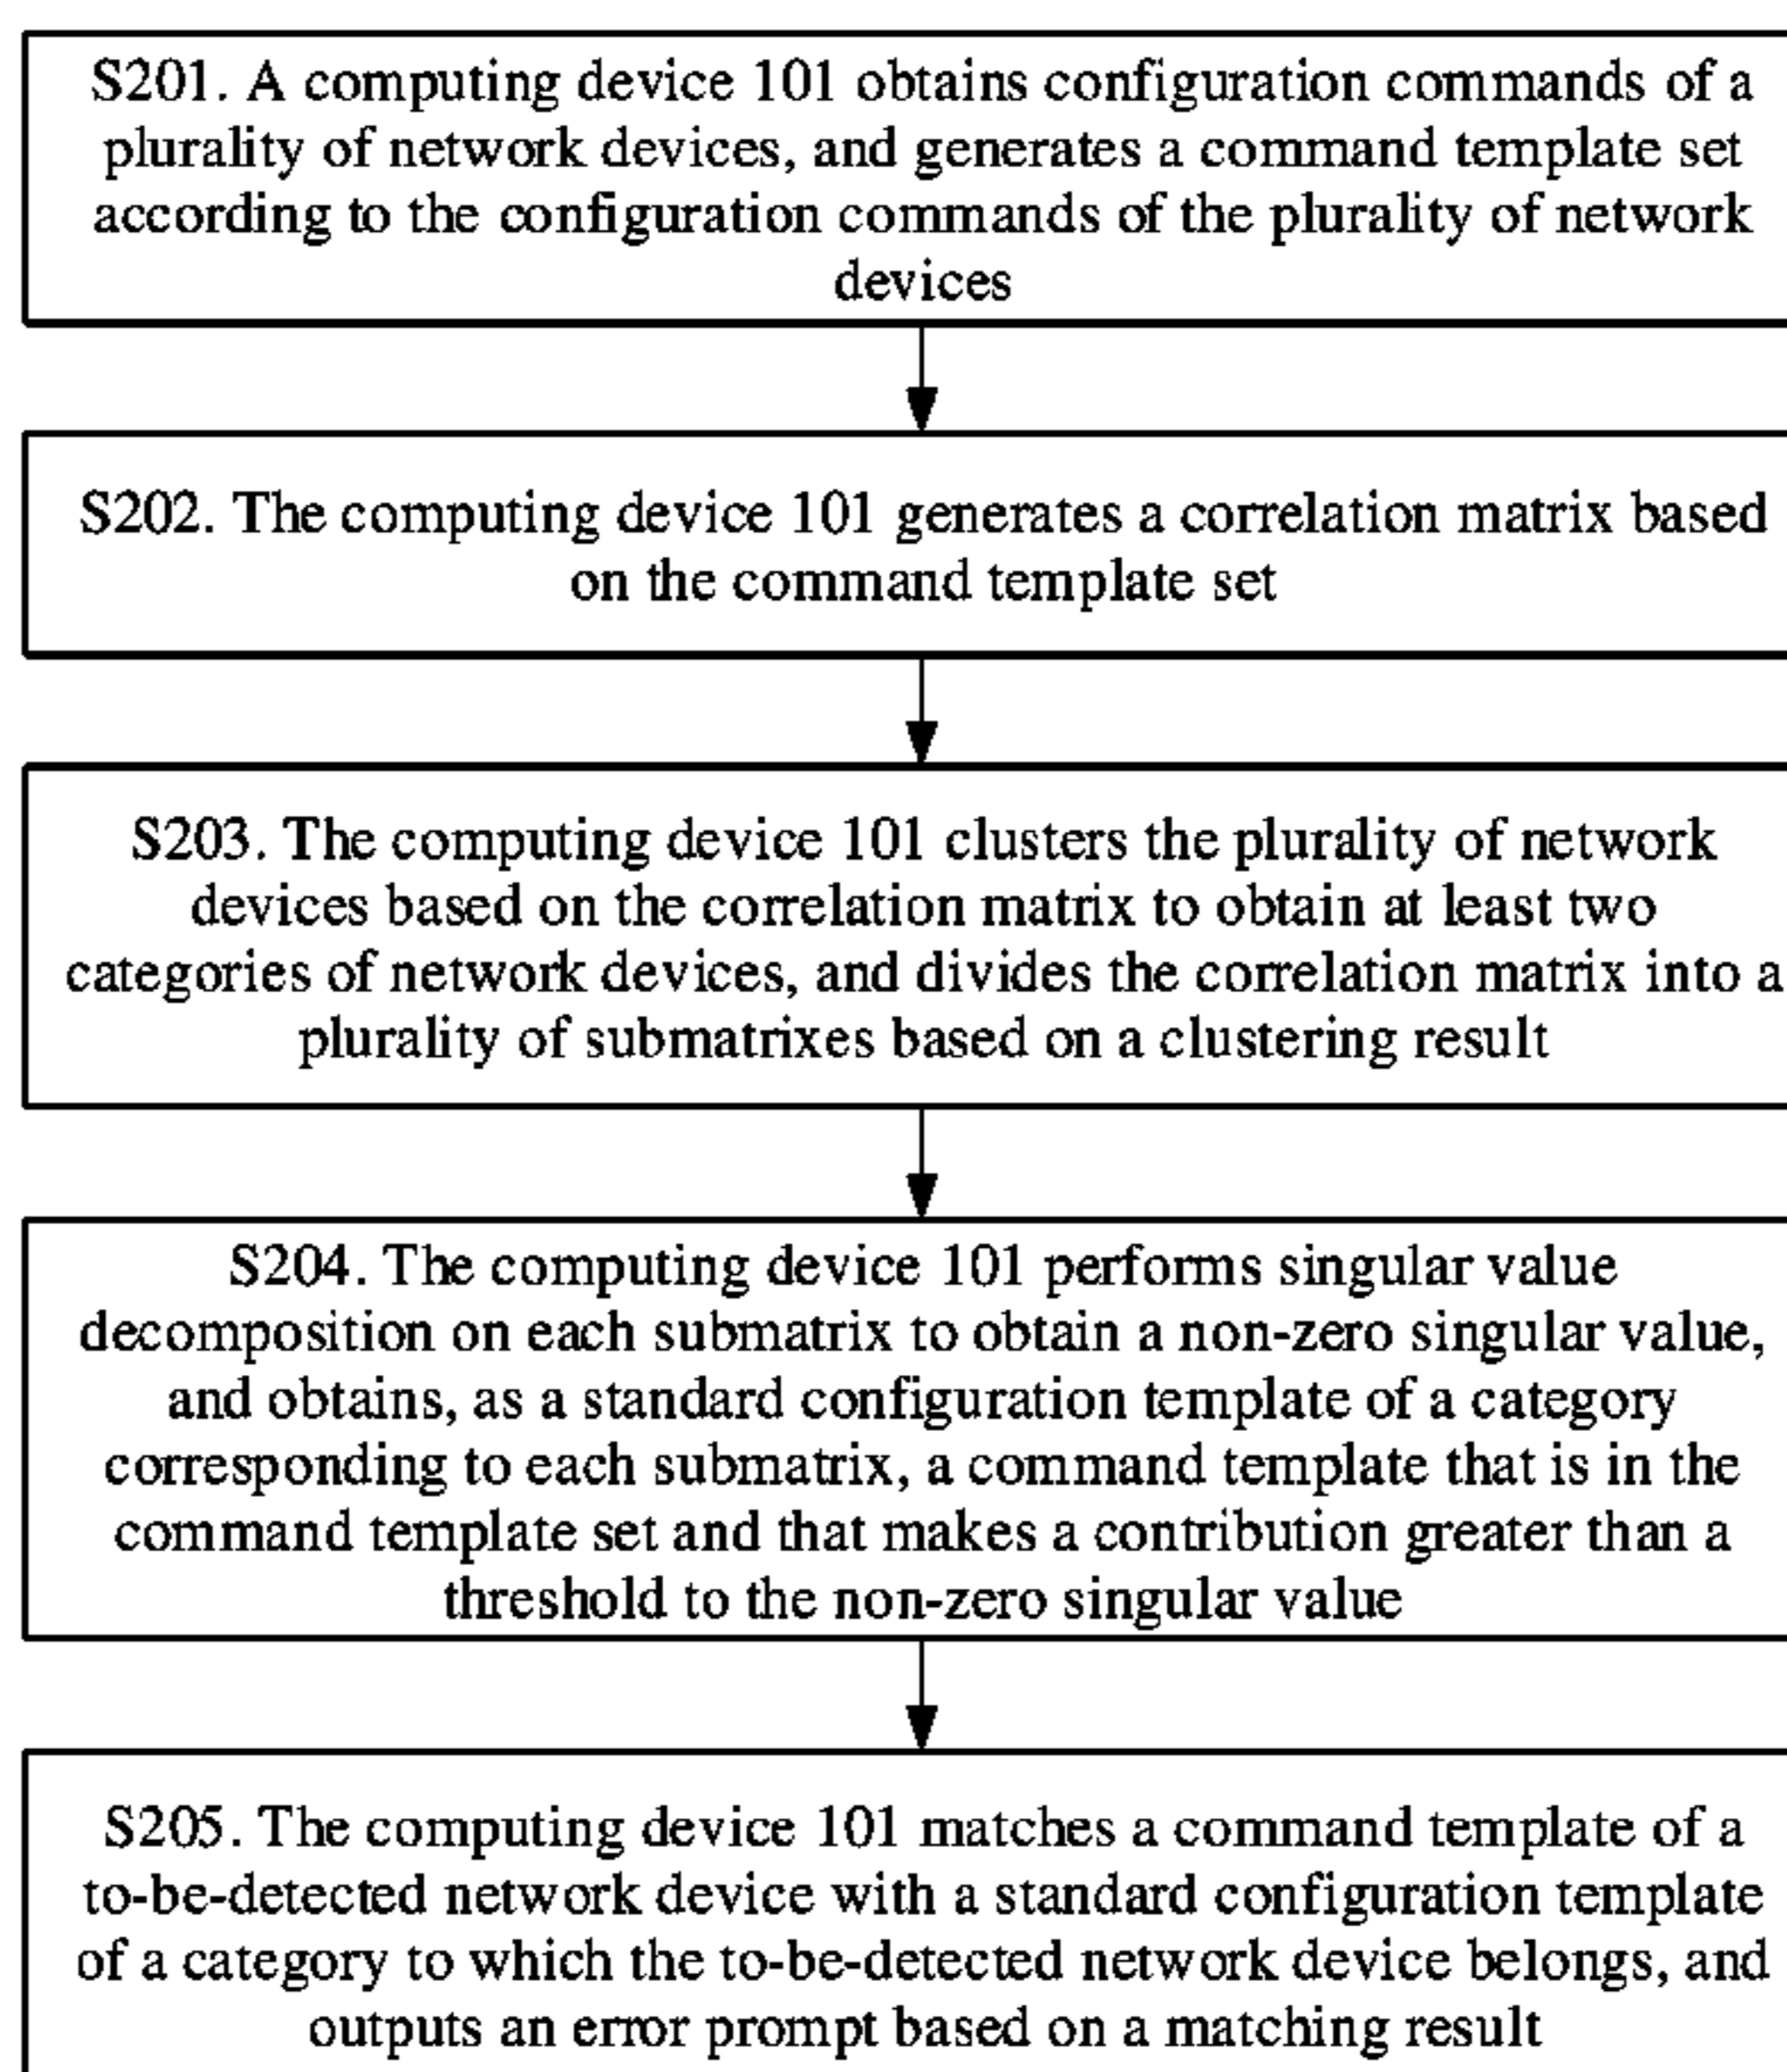 S201. A computing device 101 obtains configuration commands of a
plurality of network devices, and generates a command template set
according to the configuration commands of the plurality of network
devices
S202. The computing device 101 generates a correlation matrix based
on the command template set
S203. The computing device 101 clusters the plurality of network
devices based on the correlation matrix to obtain at least two
categories of network devices, and divides the correlation matrix into a
plurality of submatrixes based on a clustering result
S204. The computing device 101 performs singular value
decomposition on each submatrix to obtain a non-zero singular value,
and obtains, as a standard configuration template of a category
corresponding to each submatrix, a command template that is in the
command template set and that makes a contribution greater than a
threshold to the non-zero singular value
S205. The computing device 101 matches a command template of a
to-be-detected network device with a standard configuration template
of a category to which the to-be-detected network device belongs, and
outputs an error prompt based on a matching result